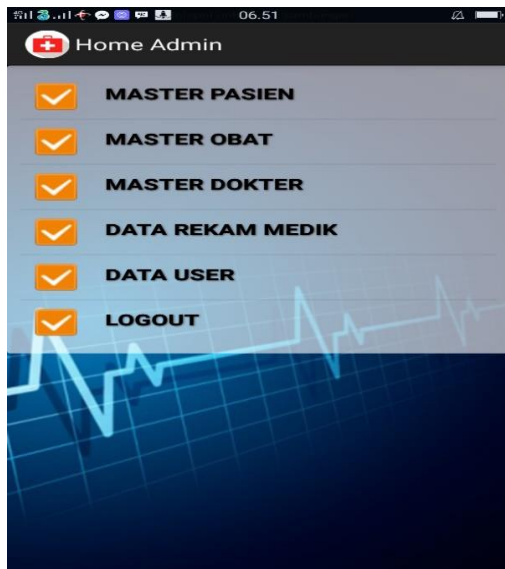 06.51
Home Admin
MASTER PASIEN
MASTER OBAT
MASTER DOKTER
DATA REKAM MEDIK
DATA USER
LOGOUT